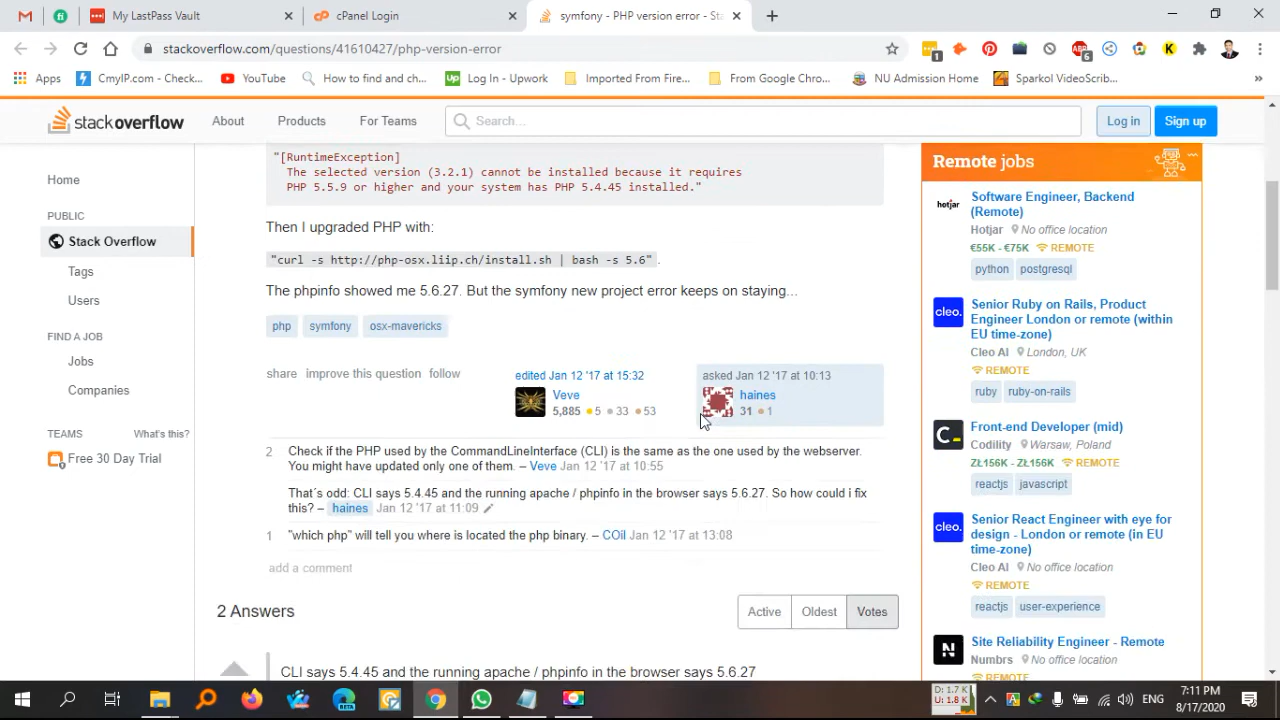 My LastPass Vault
cPanel Login
symfony - PHP version error - Sta
stackoverflow.com/questions/41610427/php-version-error
1
6
K
Apps
CmyIP.com - Check...
YouTube
How to find and ch...
Log In - Upwork
Imported From Fire...
From Google Chro...
NU Admission Home
Sparkol VideoScrib...
stackoverflow
About
Products
For Teams
Search...
Log in
Sign up
Home
PUBLIC
Stack Overflow
Tags
Users
FIND A JOB
Jobs
Companies
TEAMS
What's this?
Free 30 Day Trial
"[RuntimeException]
The selected version (3.2.1) cannot be installed because it requires
PHP 5.5.9 or higher and your system has PHP 5.4.45 installed."
Then I upgraded PHP with:
"curl -s http://php-osx.liip.ch/install.sh | bash -s 5.6".
The phpinfo showed me 5.6.27. But the symfony new project error keeps on staying...
php symfony osx-mavericks
share improve this question follow
edited Jan 12 '17 at 15:32
Veve
5,885 5 33 53
asked Jan 12 '17 at 10:13
haines
31 1
2 Check if the PHP used by the CommandLineInterface (CLI) is the same as the one used by the webserver.
You might have updated only one of them. – Veve Jan 12 '17 at 10:55
That´s odd: CLI says 5.4.45 and the running apache / phpinfo in the browser says 5.6.27. So how could i fix
this? – haines Jan 12 '17 at 11:09
1 "which php" will tell you where is located the php binary. – COil Jan 12 '17 at 13:08
add a comment
2 Answers
Active Oldest Votes
CLI says 5.4.45 and the running apache / phpinfo in the browser says 5.6.27
Remote jobs
hotjar
Software Engineer, Backend
(Remote)
Hotjar No office location
€55K - €75K REMOTE
python postgresql
cleo.
Senior Ruby on Rails, Product
Engineer London or remote (within
EU time-zone)
Cleo AI London, UK
REMOTE
ruby ruby-on-rails
Front-end Developer (mid)
Codility Warsaw, Poland
ZŁ156K - ZŁ156K REMOTE
reactjs javascript
cleo.
Senior React Engineer with eye for
design - London or remote (in EU
time-zone)
Cleo AI No office location
REMOTE
reactjs user-experience
Site Reliability Engineer - Remote
Numbrs No office location
REMOTE
D: 1.7 K
U: 1.8 K
ENG
7:11 PM
8/17/2020